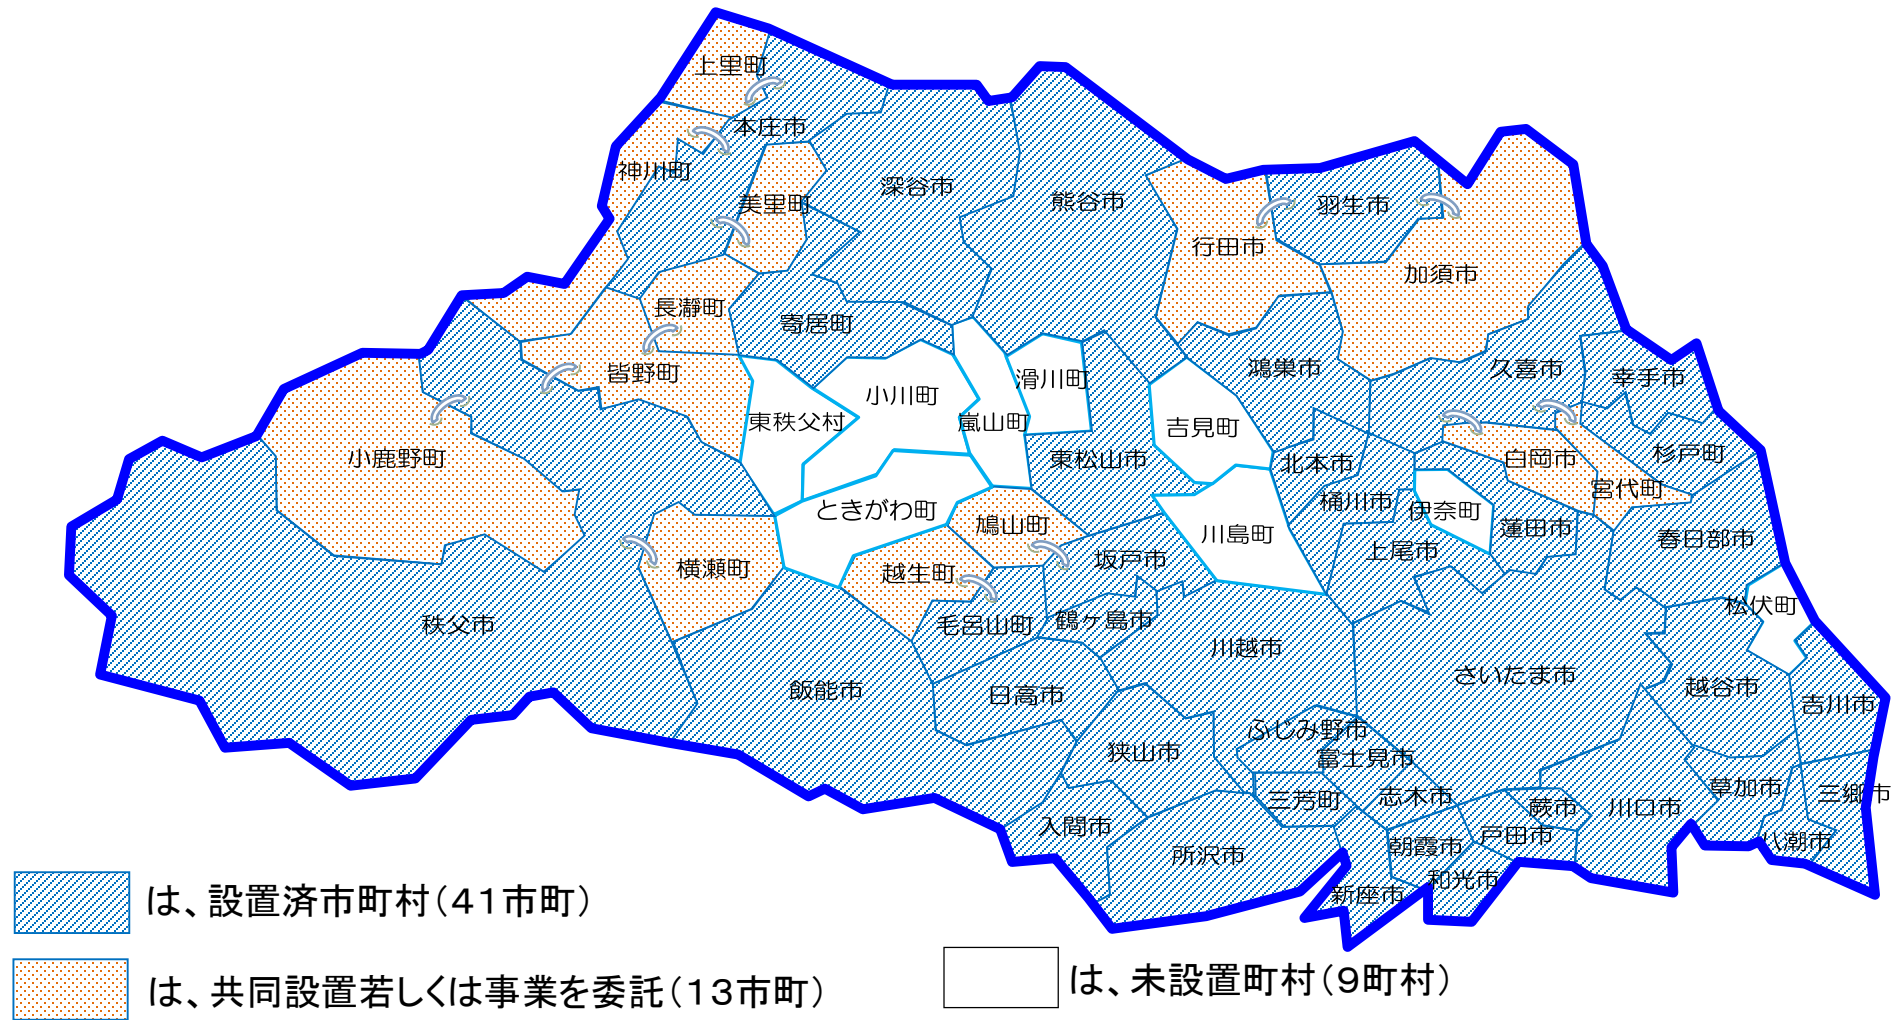 上里町
本庄市
神川町
美里町
深谷市
熊谷市
行田市
羽生市
加須市
長瀞町
寄居町
皆野町
小川町
滑川町
嵐山町
東秩父村
吉見町
鴻巣市
久喜市
幸手市
小鹿野町
東松山市
北本市
白岡市
杉戸町
宮代町
ときがわ町
鳩山町
川島町
桶川市
伊奈町
蓮田市
春日部市
横瀬町
越生町
坂戸市
上尾市
秩父市
毛呂山町
鶴ヶ島市
松伏町
飯能市
日高市
川越市
さいたま市
越谷市
吉川市
狭山市
ふじみ野市
富士見市
三芳町
志木市
蕨市
川口市
草加市
三郷市
入間市
所沢市
朝霞市
戸田市
八潮市
新座市
和光市
は、設置済市町村（４１市町）
は、共同設置若しくは事業を委託（１３市町）
は、未設置町村（９町村）